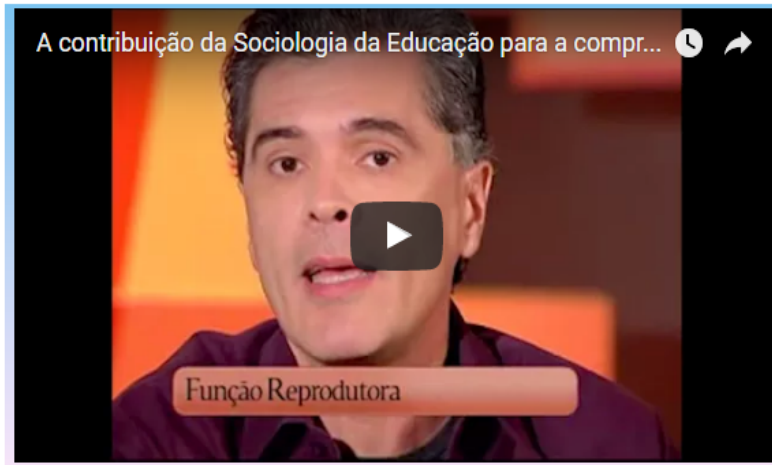 A contribuição da Sociologia da Educação para a compr...
Função Reprodutora